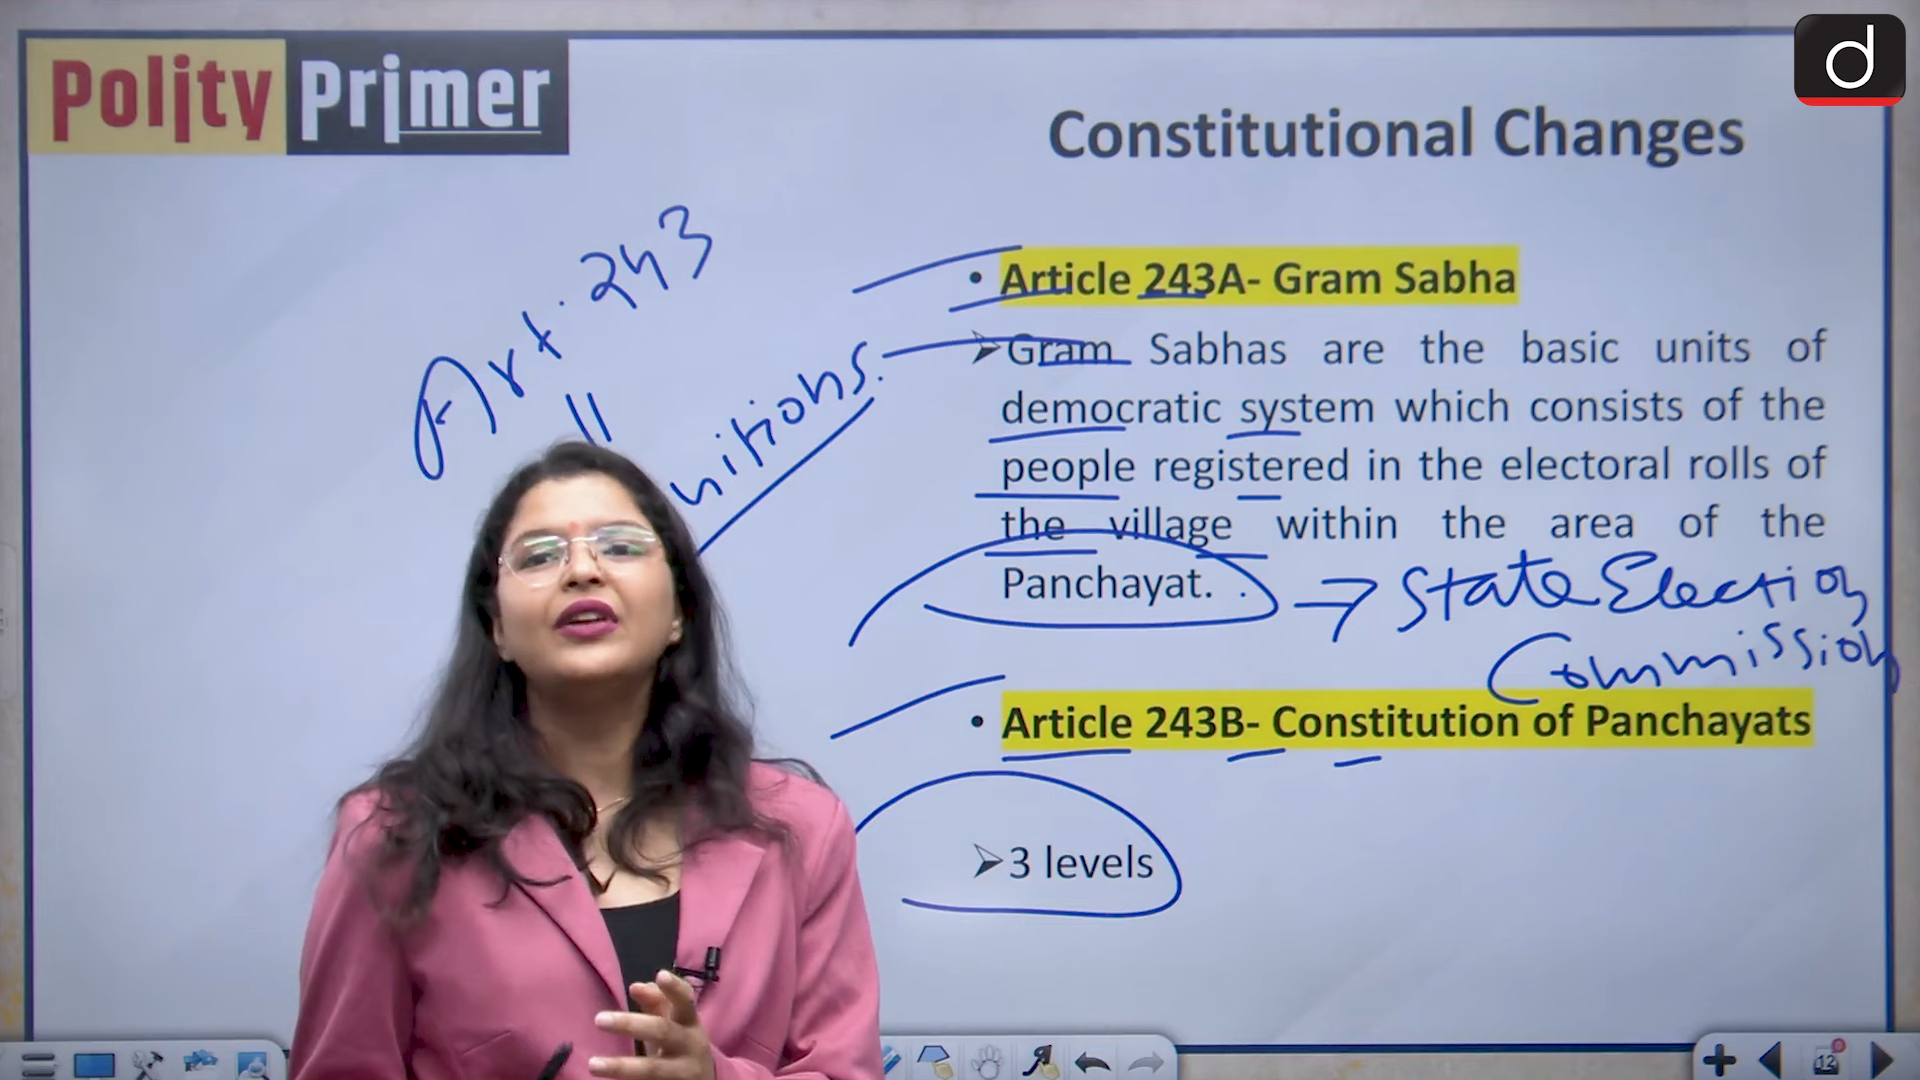 Polity Primer
d
Constitutional Changes
Art. 243
nitions.
• Article 243A- Gram Sabha
➤Gram Sabhas are the basic units of
democratic system which consists of the
people registered in the electoral rolls of
the village within the area of the
Panchayat.
→ State Election
Commission
• Article 243B- Constitution of Panchayats
➤3 levels
12